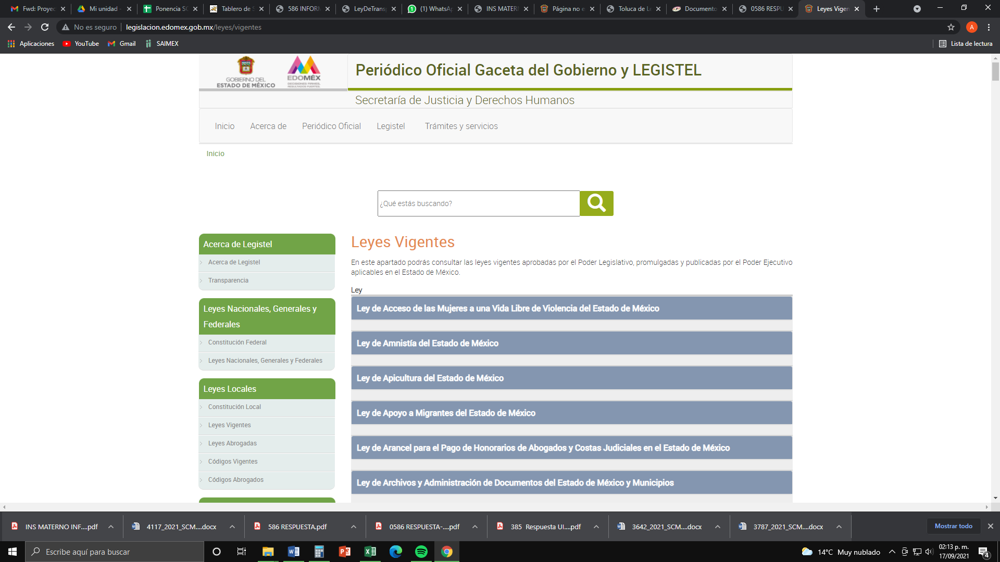 Fwd: Proyec
Mi unidad -
Ponencia SC
Tablero de S
586 INFORI
LeyDeTrans
(1) WhatsAp
INS MATERI
Página no e
Toluca de Le
Documento
0586 RESPU
Leyes Vigen
No es seguro
legislacion.edomex.gob.mx/leyes/vigentes
A
Aplicaciones
YouTube
Gmail
SAIMEX
Lista de lectura
GOBIERNO DEL
ESTADO DE MÉXICO
EDOMÉX
DECISIONES FIRMES, RESULTADOS FUERTES.
Periódico Oficial Gaceta del Gobierno y LEGISTEL
Secretaría de Justicia y Derechos Humanos
Inicio
Acerca de
Periódico Oficial
Legistel
Trámites y servicios
Inicio
¿Qué estás buscando?
Acerca de Legistel
Acerca de Legistel
Transparencia
Leyes Nacionales, Generales y
Federales
Constitución Federal
Leyes Nacionales, Generales y Federales
Leyes Locales
Constitución Local
Leyes Vigentes
Leyes Abrogadas
Códigos Vigentes
Códigos Abrogados
Leyes Vigentes
En este apartado podrás consultar las leyes vigentes aprobadas por el Poder Legislativo, promulgadas y publicadas por el Poder Ejecutivo
aplicables en el Estado de México.
Ley
Ley de Acceso de las Mujeres a una Vida Libre de Violencia del Estado de México
Ley de Amnistía del Estado de México
Ley de Apicultura del Estado de México
Ley de Apoyo a Migrantes del Estado de México
Ley de Arancel para el Pago de Honorarios de Abogados y Costas Judiciales en el Estado de México
Ley de Archivos y Administración de Documentos del Estado de México y Municipios
INS MATERNO INF....pdf
4117_2021_SCM....docx
586 RESPUESTA.pdf
0586 RESPUESTA-....pdf
385 Respuesta UI....pdf
3642_2021_SCM....docx
3787_2021_SCM....docx
Mostrar todo
Escribe aquí para buscar
14°C Muy nublado
02:13 p. m.
17/09/2021
4